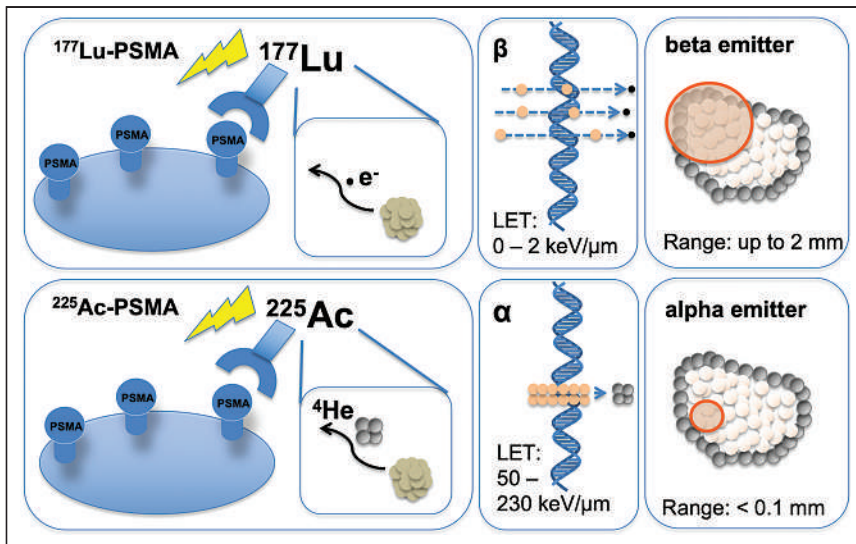 ¹⁷⁷Lu-PSMA
¹⁷⁷Lu
PSMA
PSMA
PSMA
e⁻
β
LET:
0 – 2 keV/µm
beta emitter
Range: up to 2 mm
²²⁵Ac-PSMA
²²⁵Ac
PSMA
PSMA
PSMA
⁴He
α
LET:
50 –
230 keV/µm
alpha emitter
Range: < 0.1 mm